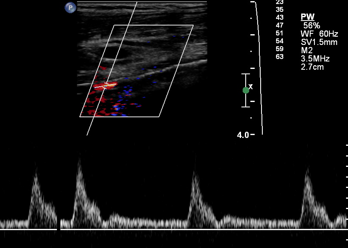 P
23
35
43
47
51
54
59
63
PW
56%
WF 60Hz
SV1.5mm
M2
3.5MHz
2.7cm
x
4.0